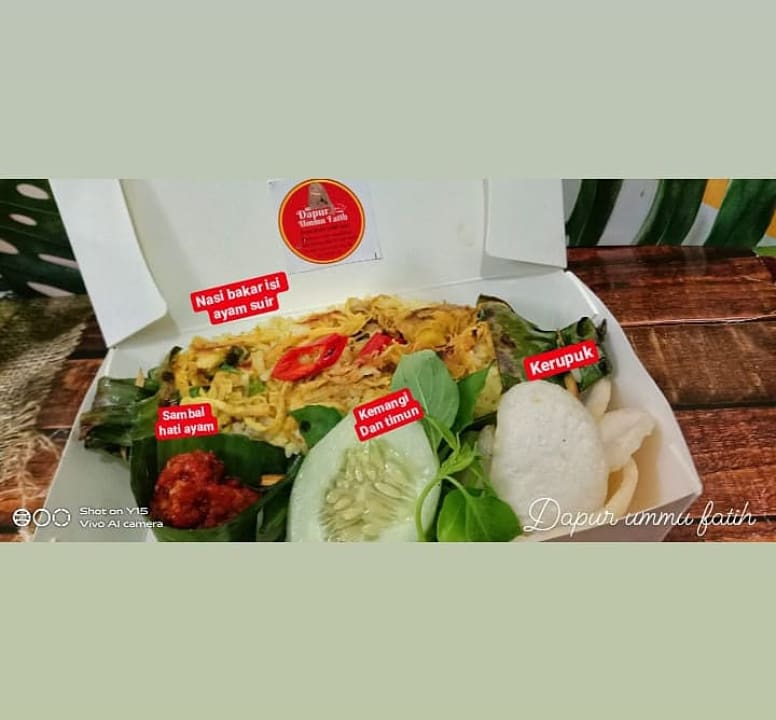 Dapur
Ummu Fatih
Nasi bakar isi
ayam suir
Kerupuk
Sambal
hati ayam
Kemangi
Dan timun
Shot on Y15
Vivo AI camera
Dapur ummu fatih